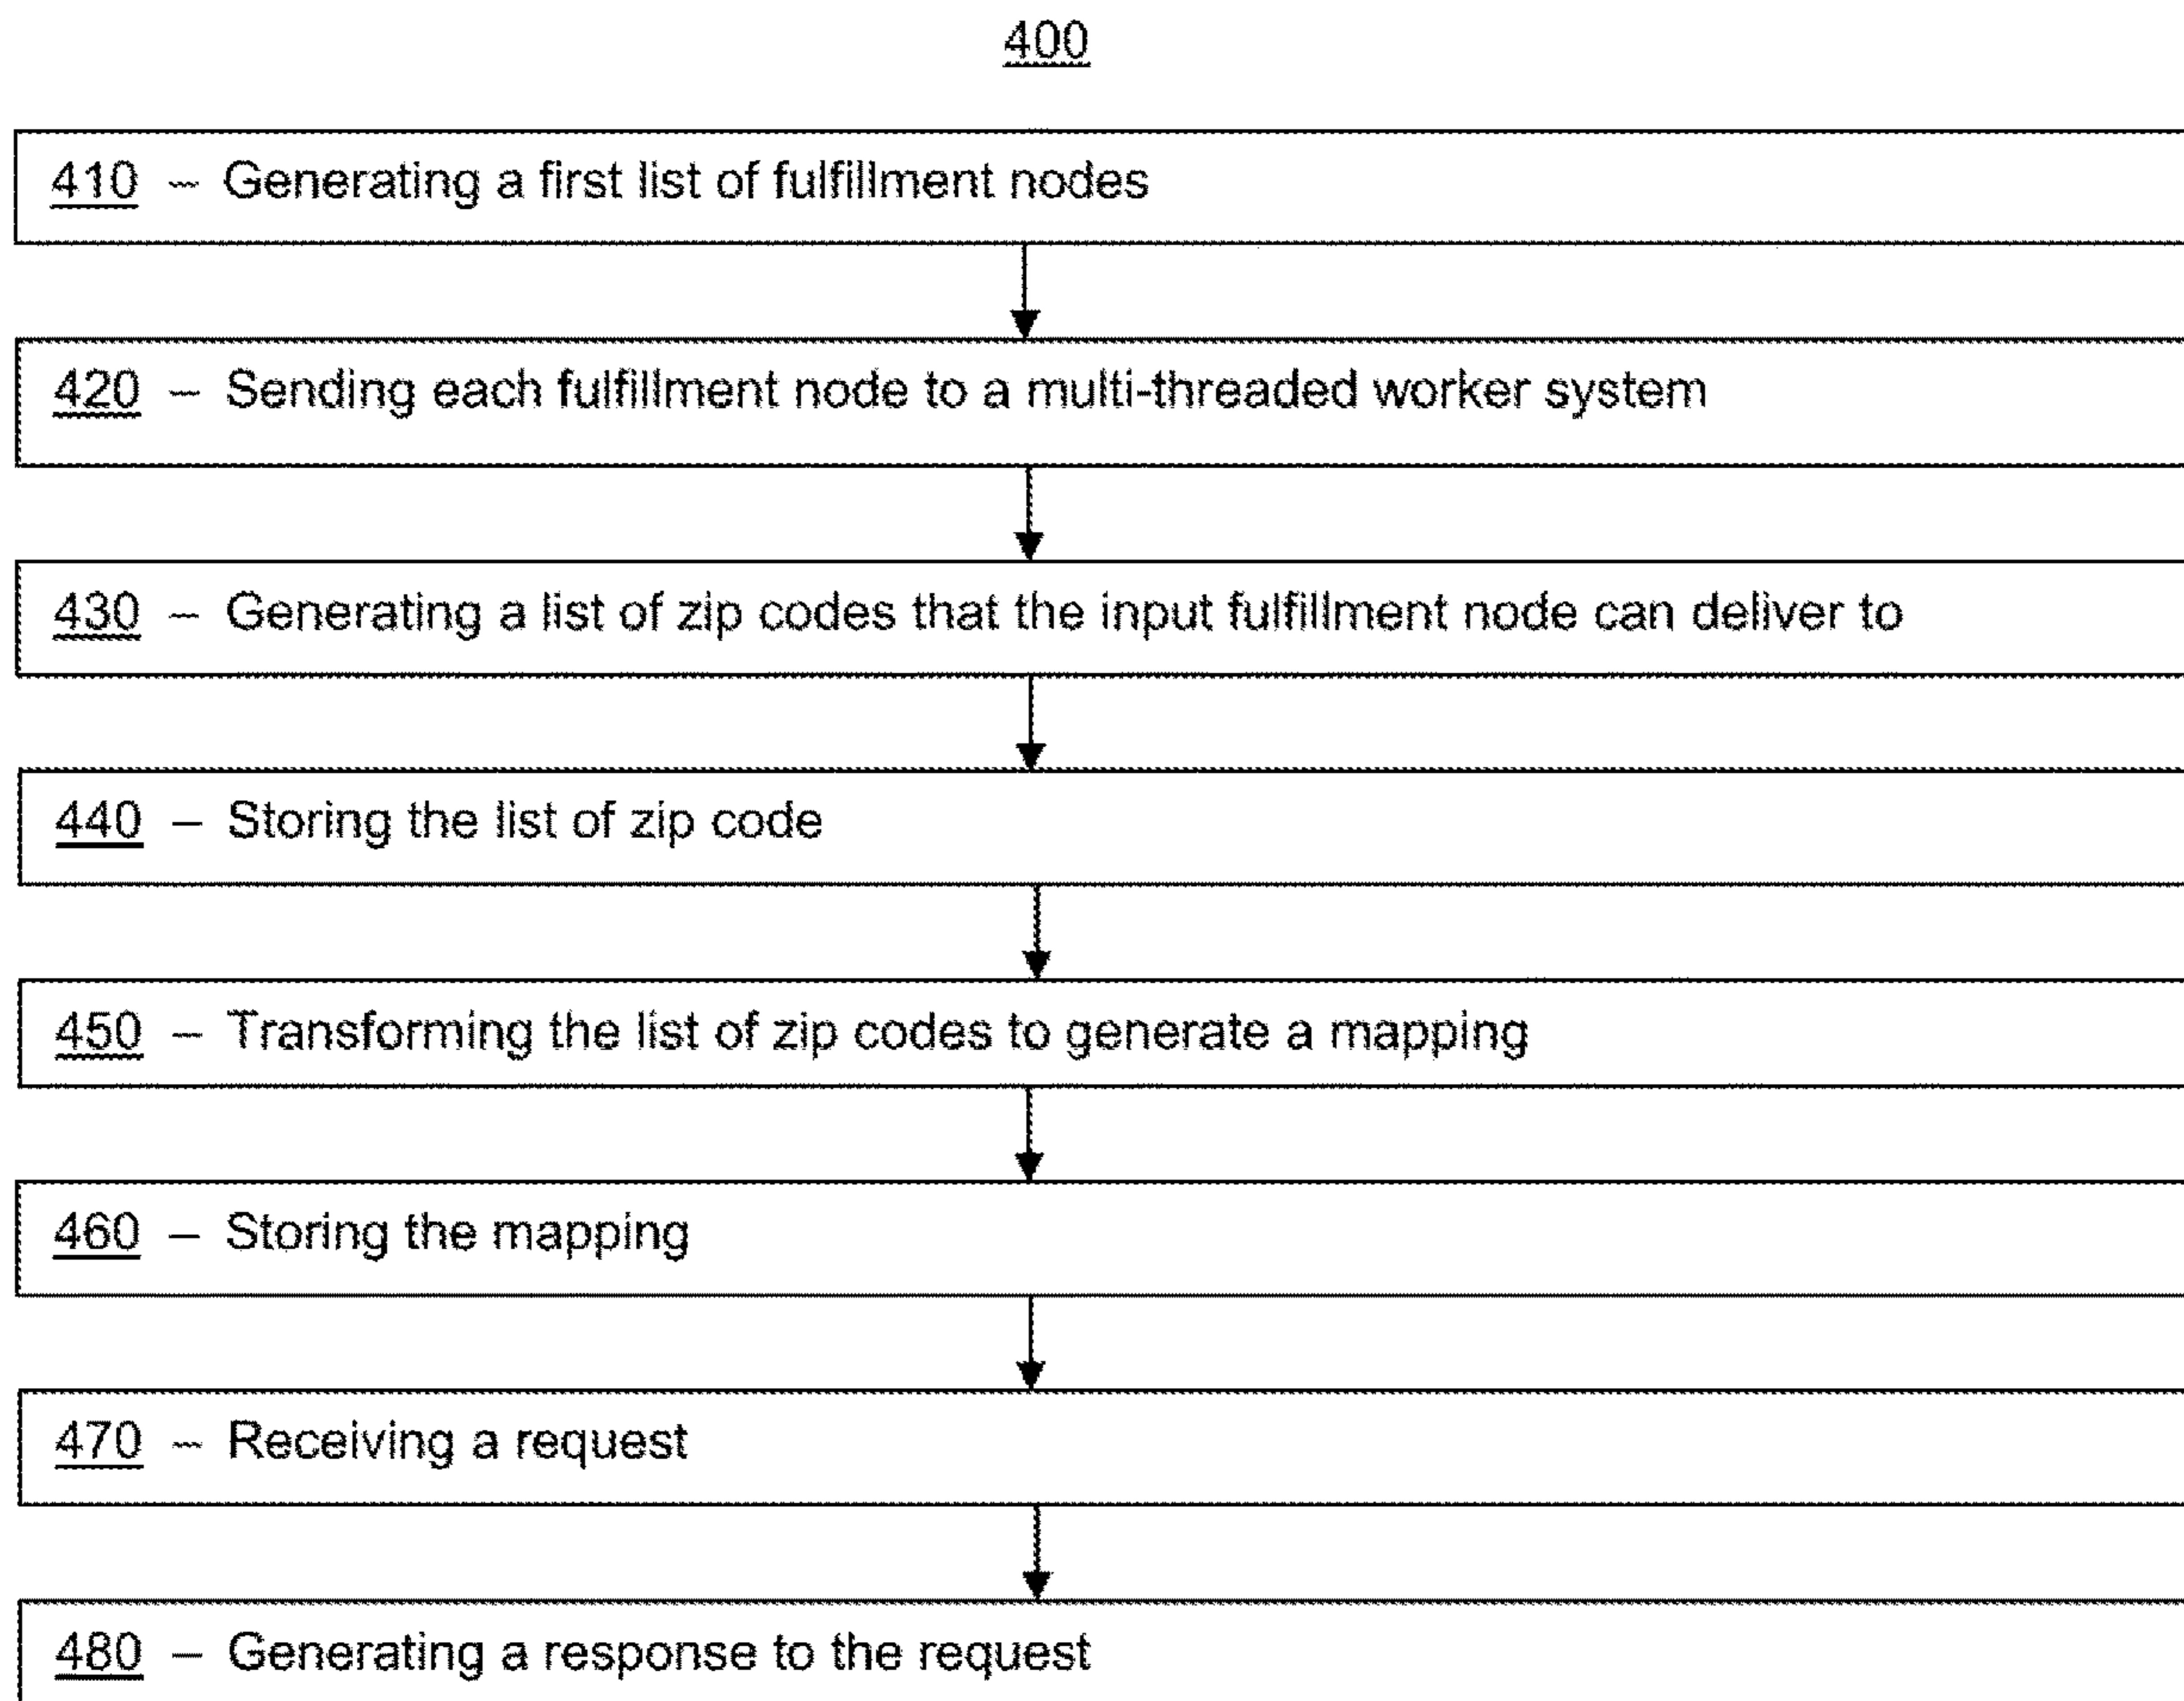 400
410 – Generating a first list of fulfillment nodes
420 – Sending each fulfillment node to a multi-threaded worker system
430 – Generating a list of zip codes that the input fulfillment node can deliver to
440 – Storing the list of zip code
450 – Transforming the list of zip codes to generate a mapping
460 – Storing the mapping
470 – Receiving a request
480 – Generating a response to the request